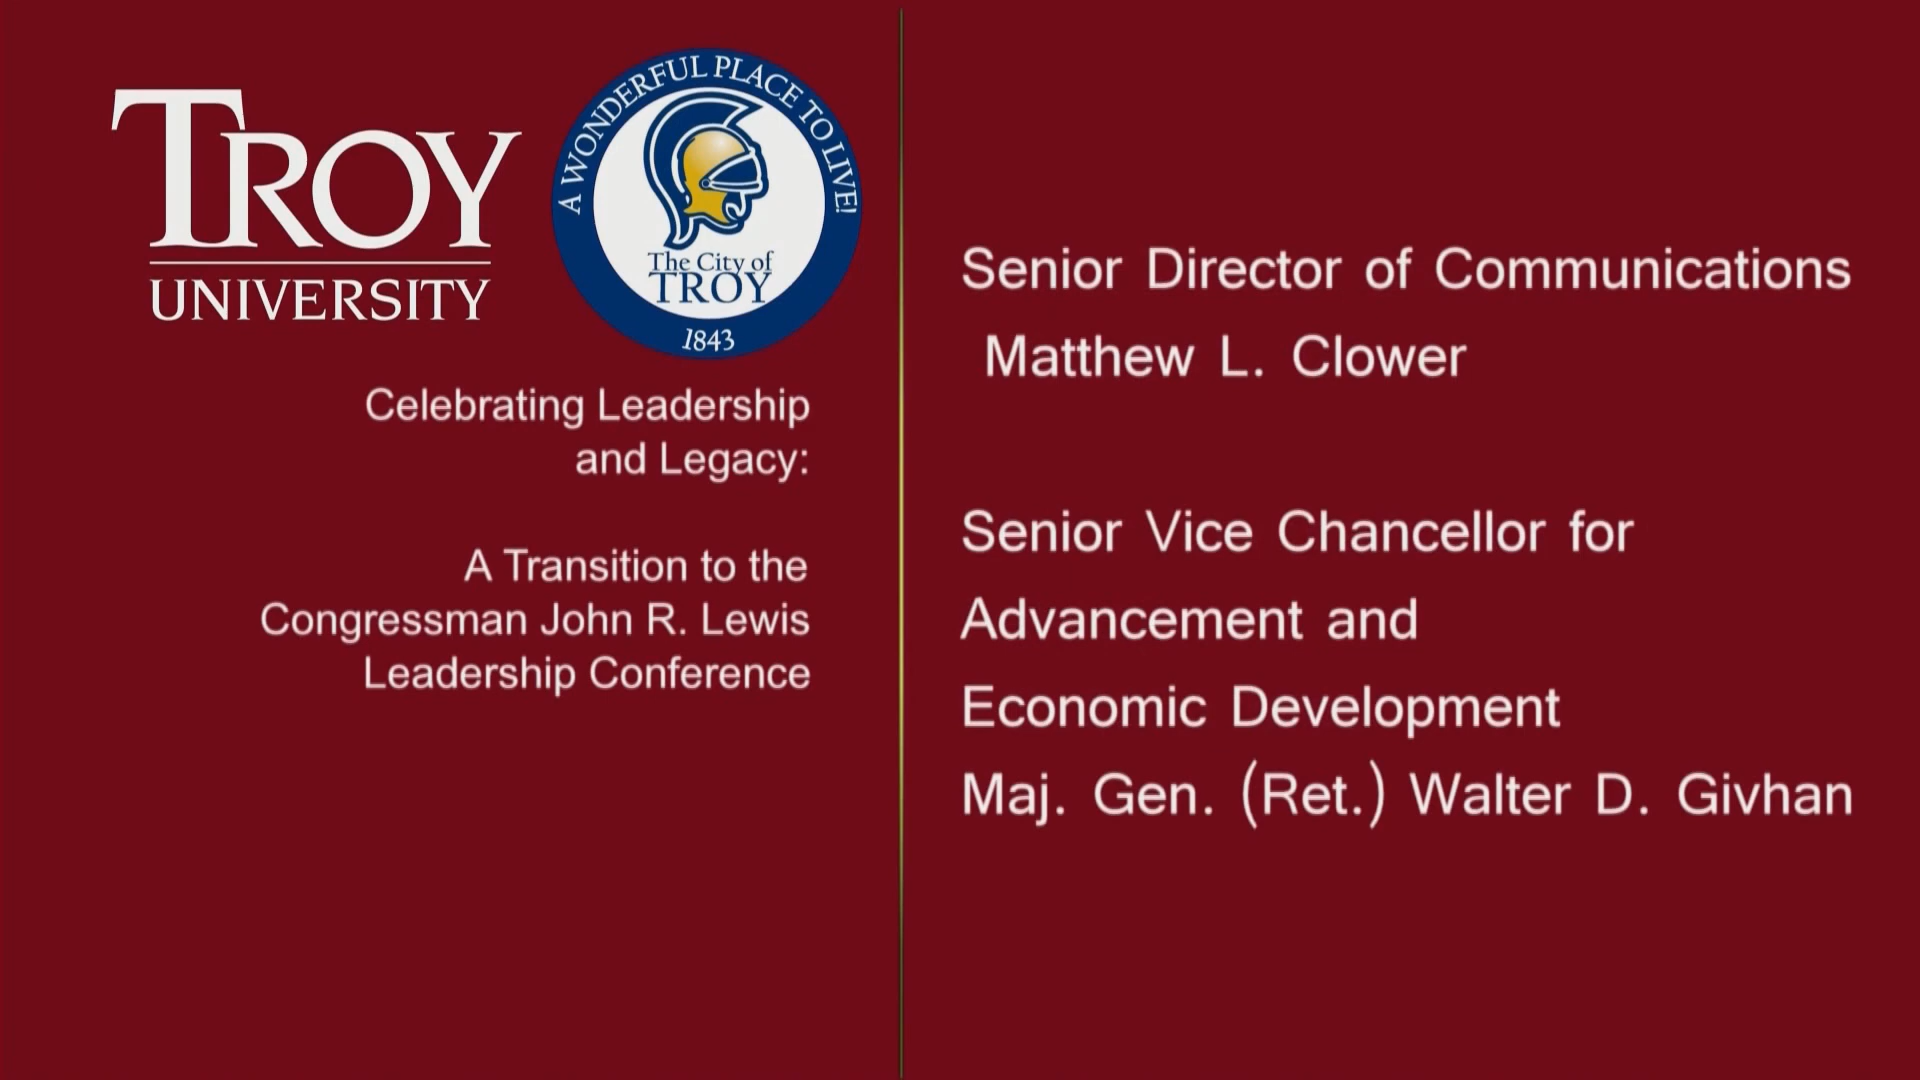 TROY
UNIVERSITY
A WONDERFUL PLACE TO LIVE!
The City of
TROY
1843
Celebrating Leadership
and Legacy:
A Transition to the
Congressman John R. Lewis
Leadership Conference
Senior Director of Communications
Matthew L. Clower
Senior Vice Chancellor for
Advancement and
Economic Development
Maj. Gen. (Ret.) Walter D. Givhan